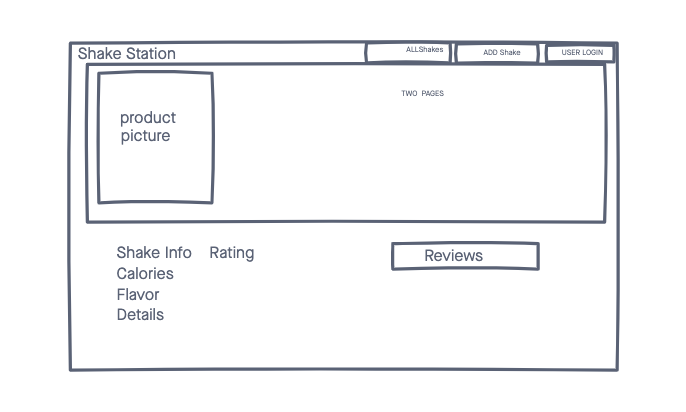 Shake Station
ALLShakes
ADD Shake
USER LOGIN
TWO PAGES
product
picture
Shake Info Rating
Calories
Flavor
Details
Reviews